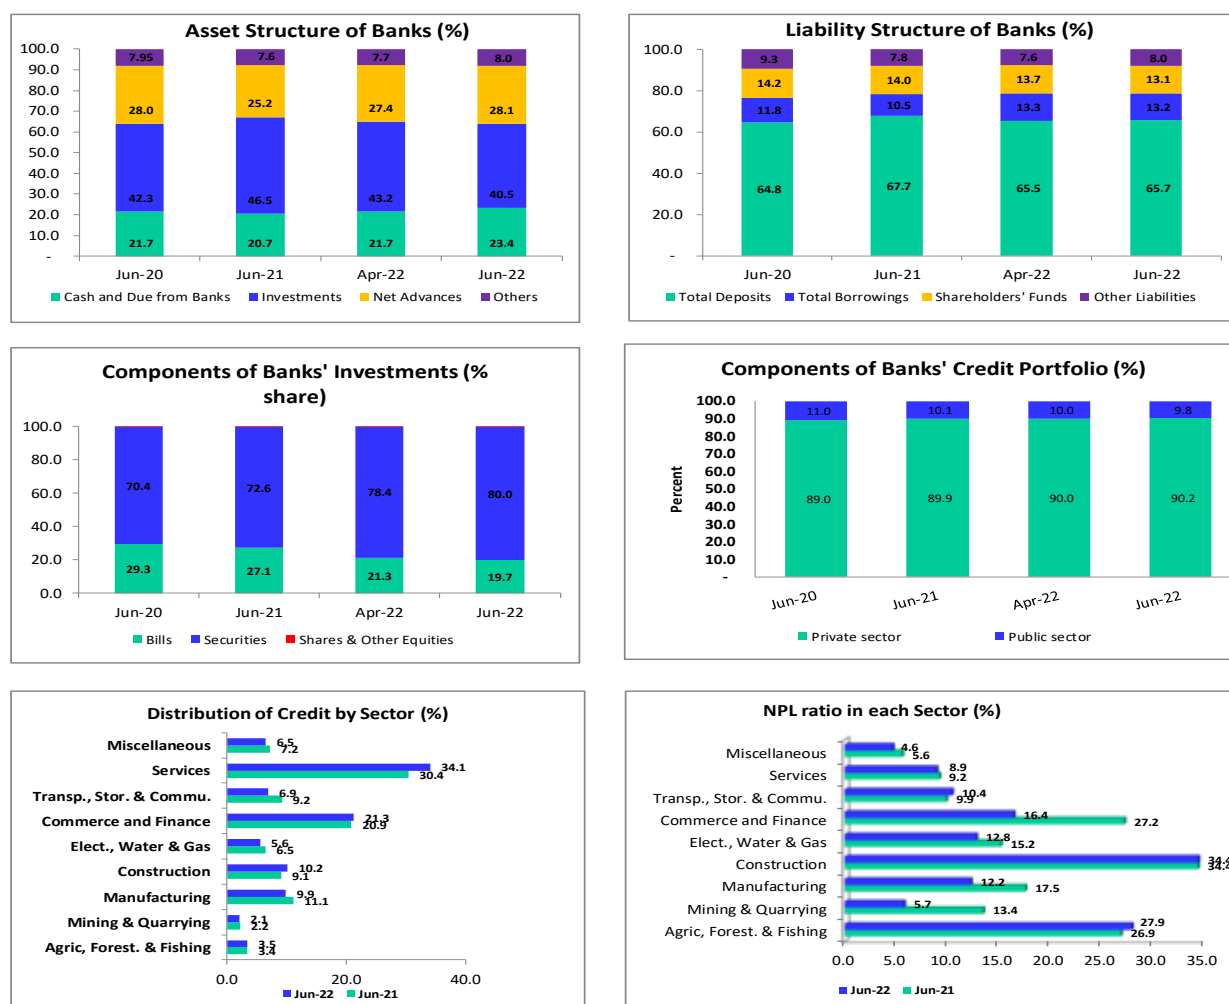 Asset Structure of Banks (%)
100.0
90.0
80.0
70.0
60.0
50.0
40.0
30.0
20.0
10.0
-
7.95 7.6 7.7 8.0
28.0 25.2 27.4 28.1
42.3 46.5 43.2 40.5
21.7 20.7 21.7 23.4
Jun-20 Jun-21 Apr-22 Jun-22
Cash and Due from Banks Investments Net Advances Others
Liability Structure of Banks (%)
100.0
80.0
60.0
40.0
20.0
-
9.3 7.8 7.6 8.0
14.2 14.0 13.7 13.1
11.8 10.5 13.3 13.2
64.8 67.7 65.5 65.7
Jun-20 Jun-21 Apr-22 Jun-22
Total Deposits Total Borrowings Shareholders' Funds Other Liabilities
Components of Banks' Investments (%
share)
100.0
80.0
60.0
40.0
20.0
0.0
70.4 72.6 78.4 80.0
29.3 27.1 21.3 19.7
Jun-20 Jun-21 Apr-22 Jun-22
Bills Securities Shares & Other Equities
Components of Banks' Credit Portfolio (%)
Percent
100.0
90.0
80.0
70.0
60.0
50.0
40.0
30.0
20.0
10.0
-
11.0 10.1 10.0 9.8
89.0 89.9 90.0 90.2
Jun-20 Jun-21 Apr-22 Jun-22
Private sector Public sector
Distribution of Credit by Sector (%)
Miscellaneous 6.5
7.2
Services 34.1
30.4
Transp., Stor. & Commu. 6.9
9.2
Commerce and Finance 21.3
20.9
Elect., Water & Gas 5.6
6.5
Construction 10.2
9.1
Manufacturing 9.9
11.1
Mining & Quarrying 2.1
2.2
Agric, Forest. & Fishing 3.5
3.4
0.0 20.0 40.0
Jun-22 Jun-21
NPL ratio in each Sector (%)
Miscellaneous 4.6
5.6
Services 8.9
9.2
Transp., Stor. & Commu. 10.4
9.9
Commerce and Finance 16.4
27.2
Elect., Water & Gas 12.8
15.2
Construction 34.4
34.4
Manufacturing 12.2
17.5
Mining & Quarrying 5.7
13.4
Agric, Forest. & Fishing 27.9
26.9
0.0 5.0 10.0 15.0 20.0 25.0 30.0 35.0
Jun-22 Jun-21